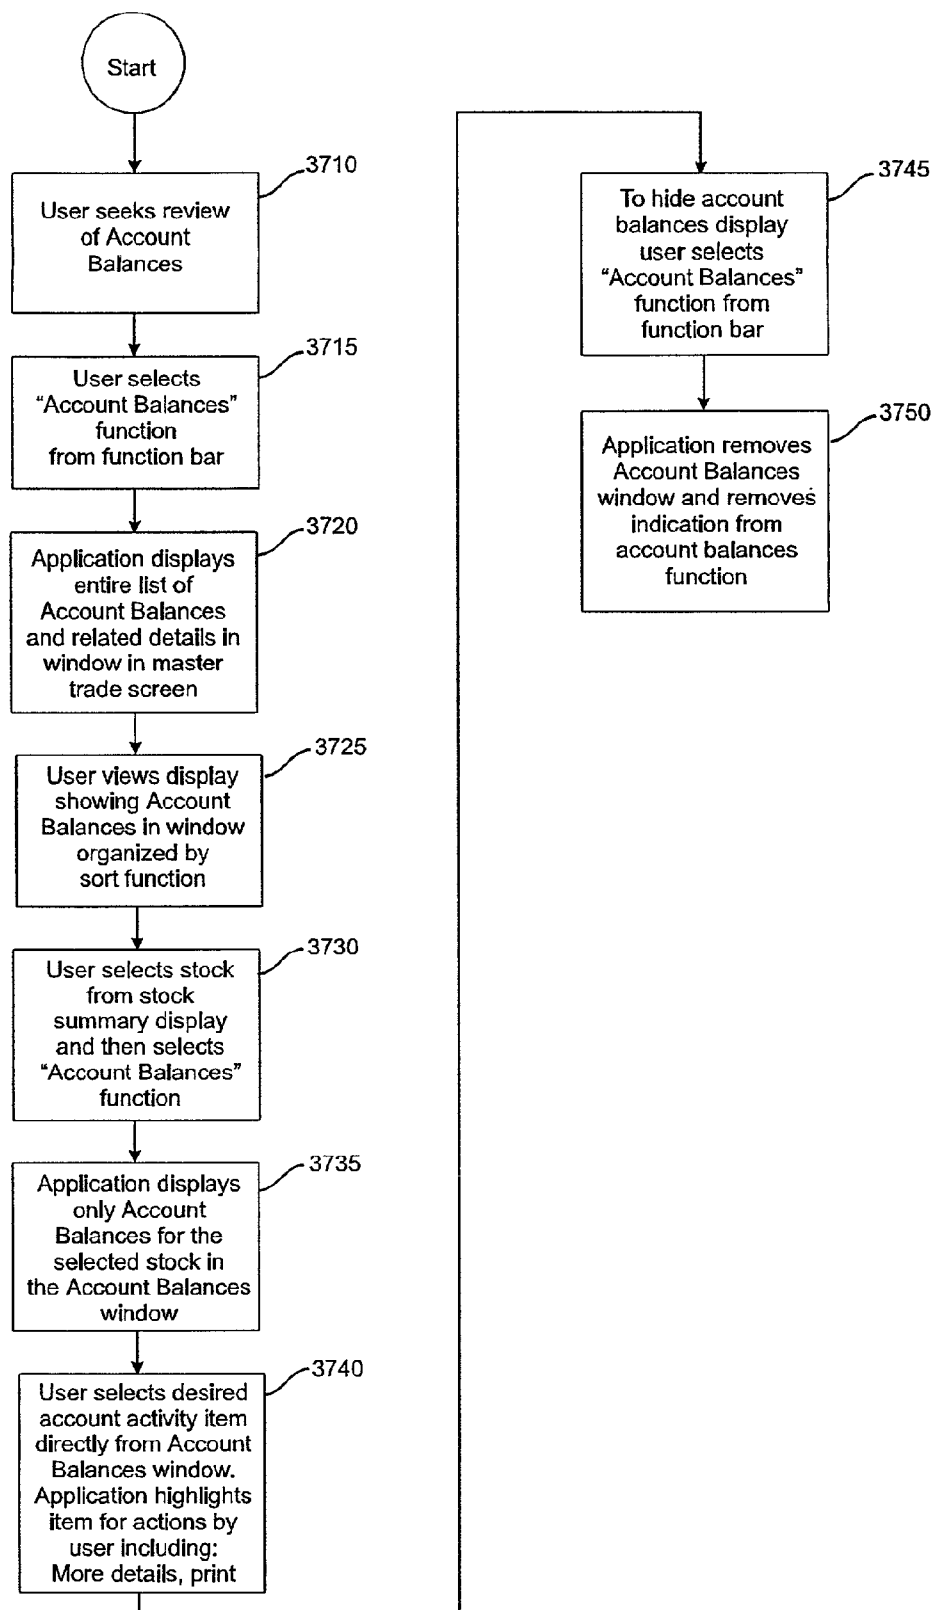 Start
3710
User seeks review
of Account
Balances
3715
User selects
“Account Balances”
function
from function bar
3720
Application displays
entire list of
Account Balances
and related details in
window in master
trade screen
3725
User views display
showing Account
Balances in window
organized by
sort function
3730
User selects stock
from stock
summary display
and then selects
“Account Balances”
function
3735
Application displays
only Account
Balances for the
selected stock in
the Account Balances
window
3740
User selects desired
account activity item
directly from Account
Balances window.
Application highlights
item for actions by
user including:
More details, print
3745
To hide account
balances display
user selects
“Account Balances”
function from
function bar
3750
Application removes
Account Balances
window and removes
indication from
account balances
function